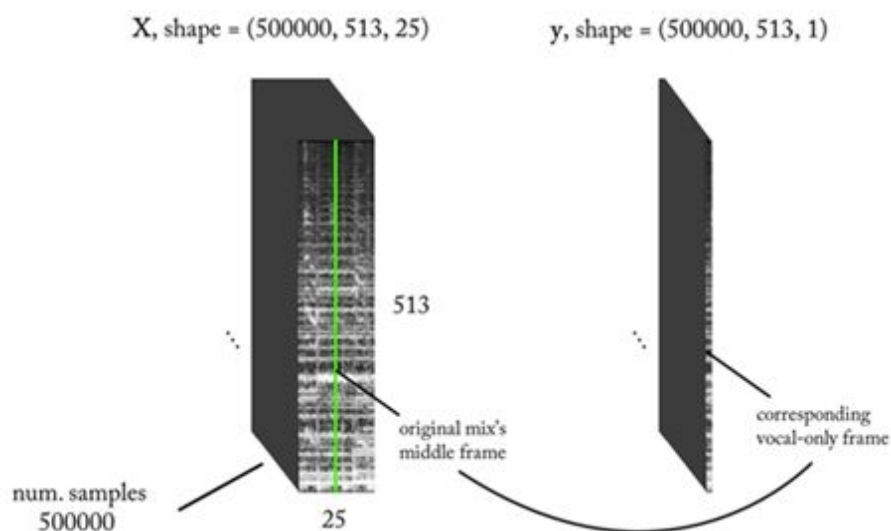 X, shape = (500000, 513, 25)
y, shape = (500000, 513, 1)
513
original mix's
middle frame
corresponding
vocal-only frame
num. samples
500000
25